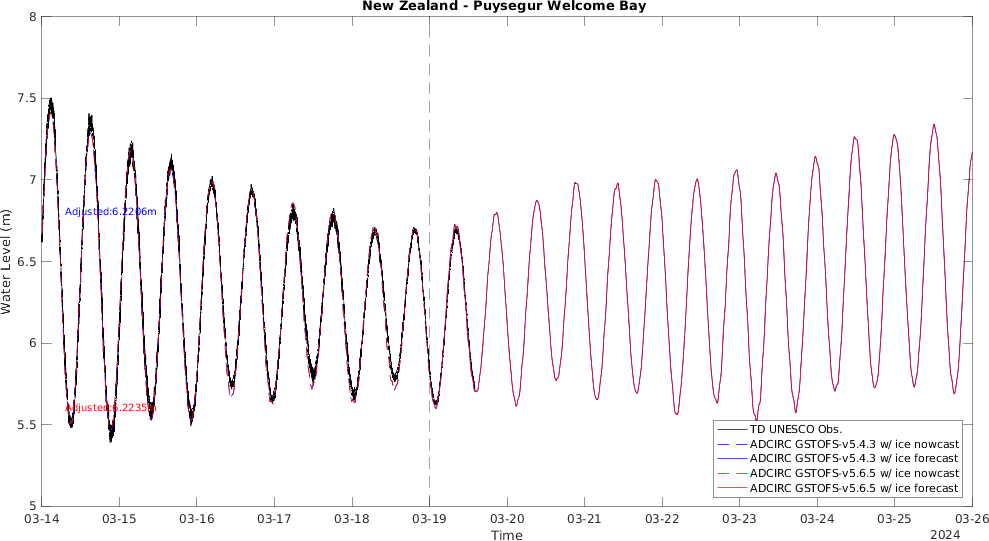 New Zealand - Puysegur Welcome Bay
8
7.5
7
6.5
6
5.5
5
Water Level (m)
Adjusted:6.2206m
Adjusted:6.2235m
TD UNESCO Obs.
ADCIRC GSTOFS-v5.4.3 w/ ice nowcast
ADCIRC GSTOFS-v5.4.3 w/ ice forecast
ADCIRC GSTOFS-v5.6.5 w/ ice nowcast
ADCIRC GSTOFS-v5.6.5 w/ ice forecast
03-14 03-15 03-16 03-17 03-18 03-19 03-20 03-21 03-22 03-23 03-24 03-25 03-26
Time
2024